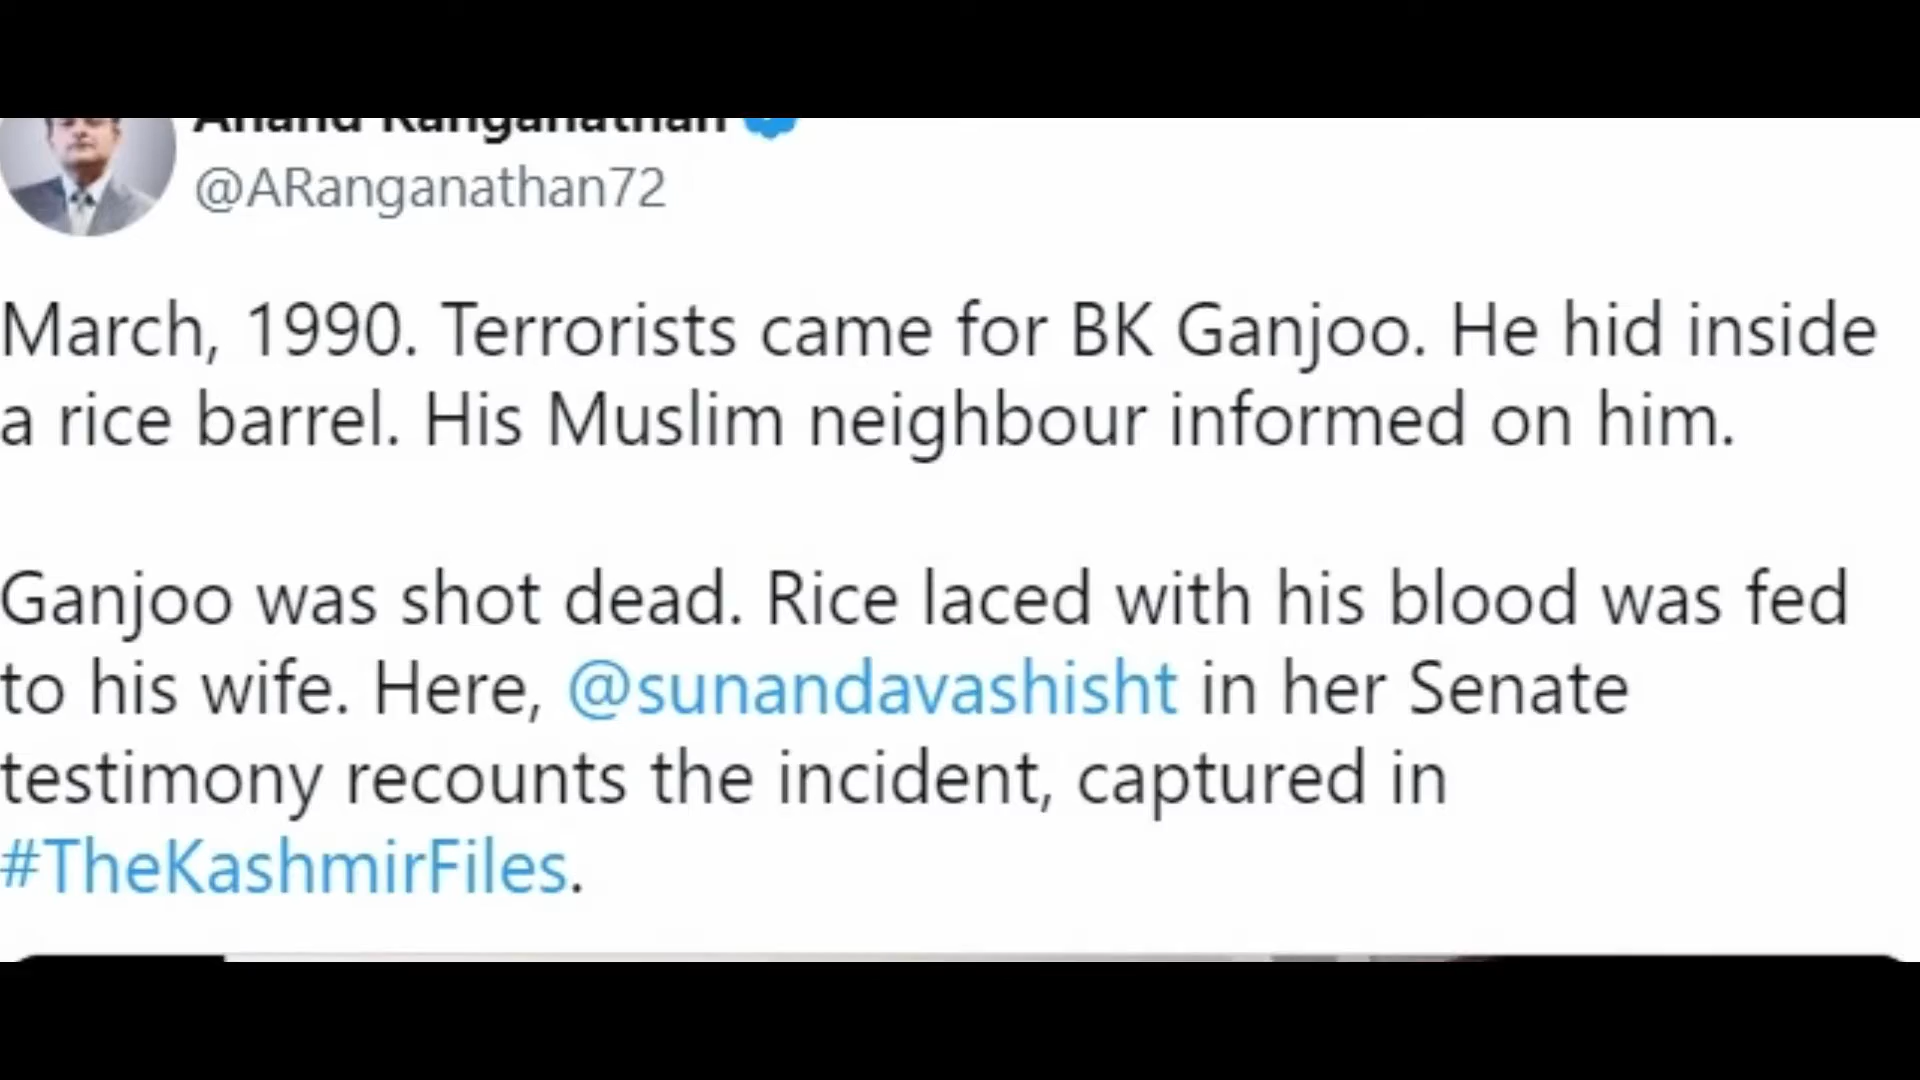 Anand Ranganathan
@ARanganathan72
March, 1990. Terrorists came for BK Ganjoo. He hid inside
a rice barrel. His Muslim neighbour informed on him.
Ganjoo was shot dead. Rice laced with his blood was fed
to his wife. Here, @sunandavashisht in her Senate
testimony recounts the incident, captured in
#TheKashmirFiles.